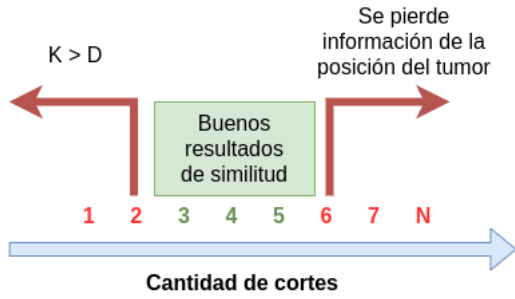 Se pierde
información de la
posición del tumor
K > D
Buenos
resultados
de similitud
1 2 3 4 5 6 7 N
Cantidad de cortes